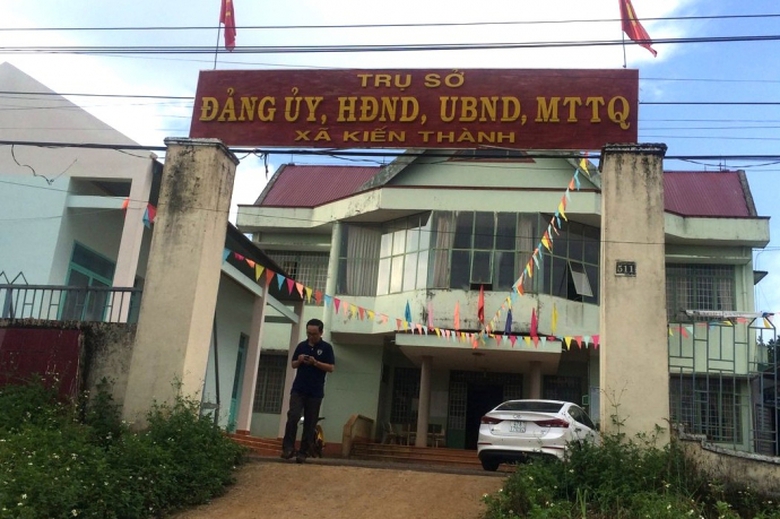 TRỤ SỞ
ĐẢNG ỦY, HĐND, UBND, MTTQ
XÃ KIẾN THÀNH
511